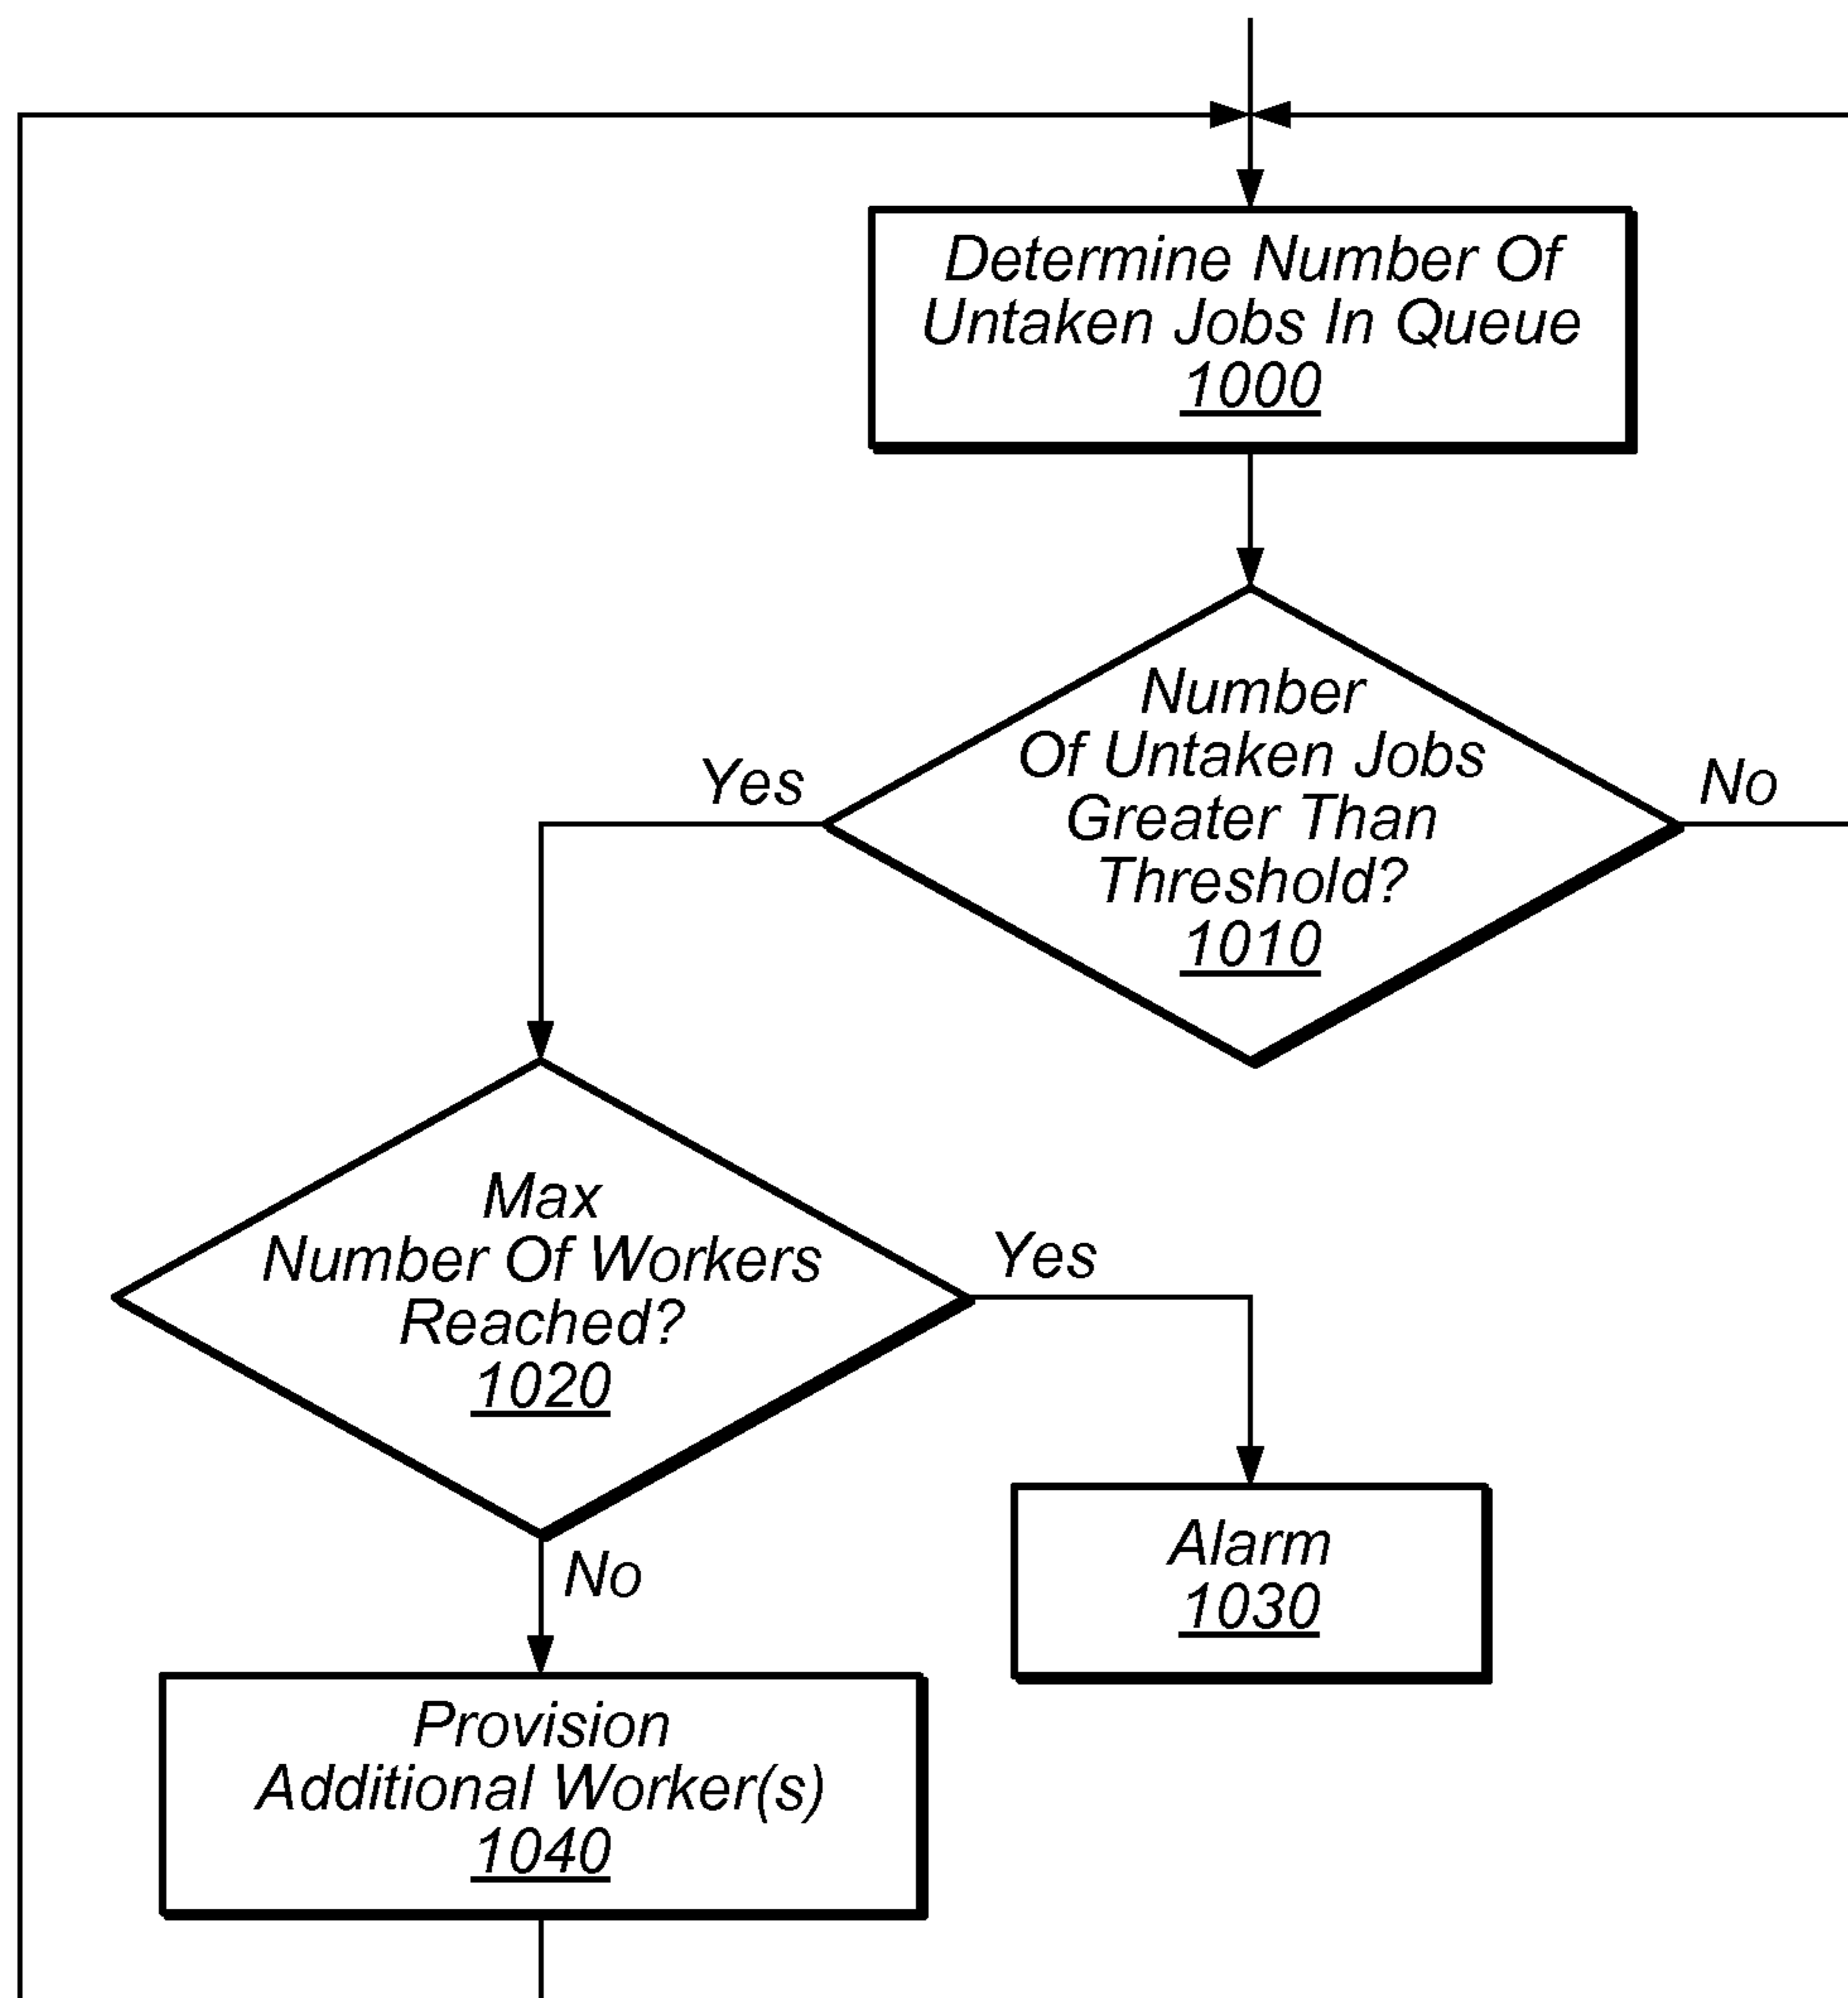 Determine Number Of
Untaken Jobs In Queue
1000
Number
Of Untaken Jobs
Greater Than
Threshold?
1010
Yes
No
Max
Number Of Workers
Reached?
1020
Yes
No
Alarm
1030
Provision
Additional Worker(s)
1040